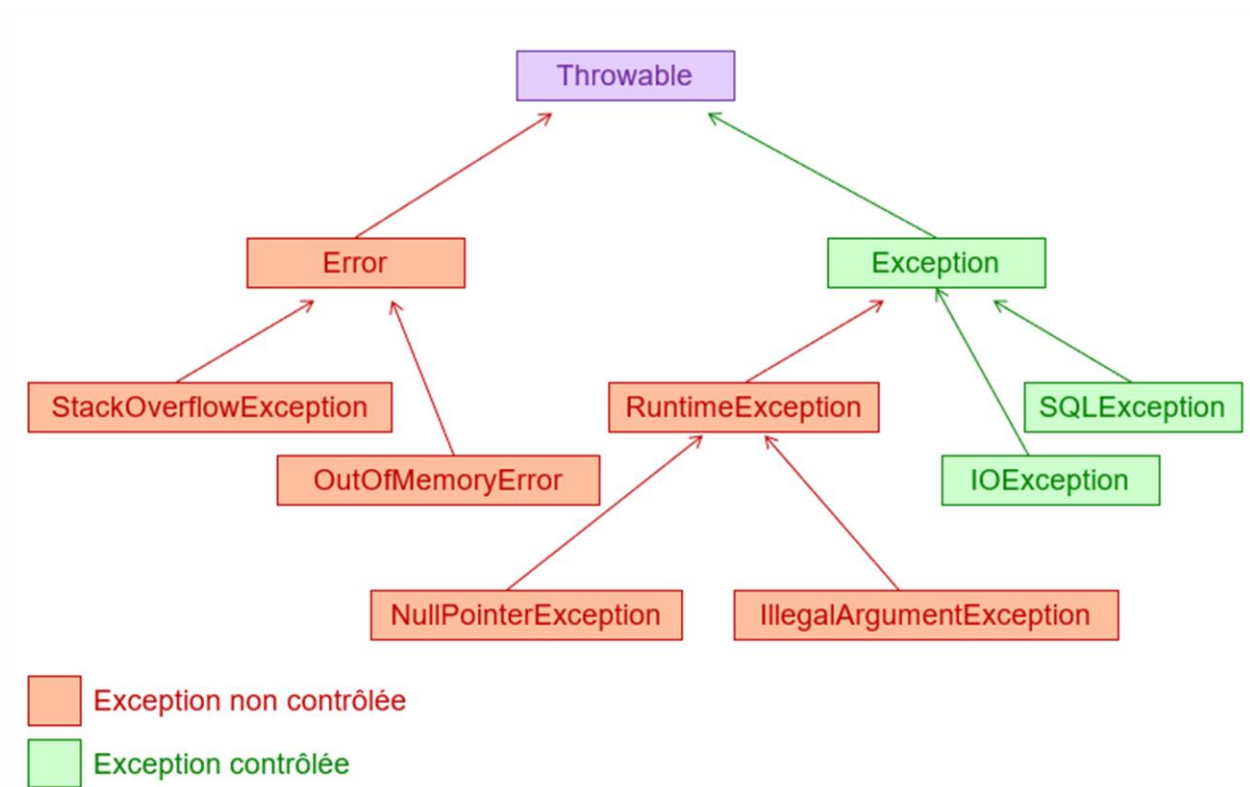 Throwable
Error
Exception
StackOverflowException
RuntimeException
SQLException
OutOfMemoryError
IOException
NullPointerException
IllegalArgumentException
Exception non contrôlée
Exception contrôlée